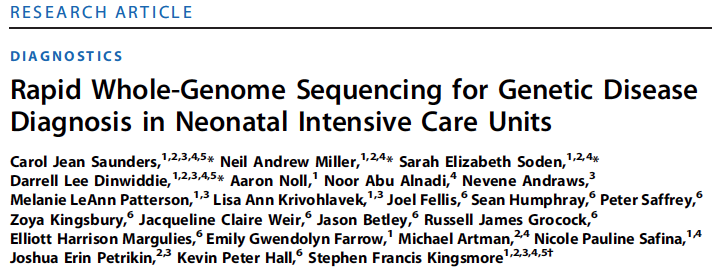 RESEARCH ARTICLE
DIAGNOSTICS
Rapid Whole-Genome Sequencing for Genetic Disease
Diagnosis in Neonatal Intensive Care Units
Carol Jean Saunders,1,2,3,4,5* Neil Andrew Miller,1,2,4* Sarah Elizabeth Soden,1,2,4*
Darrell Lee Dinwiddie,1,2,3,4,5* Aaron Noll,1 Noor Abu Alnadi,4 Nevene Andraws,3
Melanie LeAnn Patterson,1,3 Lisa Ann Krivohlavek,1,3 Joel Fellis,6 Sean Humphray,6 Peter Saffrey,6
Zoya Kingsbury,6 Jacqueline Claire Weir,6 Jason Betley,6 Russell James Grocock,6
Elliott Harrison Margulies,6 Emily Gwendolyn Farrow,1 Michael Artman,2,4 Nicole Pauline Safina,1,4
Joshua Erin Petrikin,2,3 Kevin Peter Hall,6 Stephen Francis Kingsmore1,2,3,4,5†